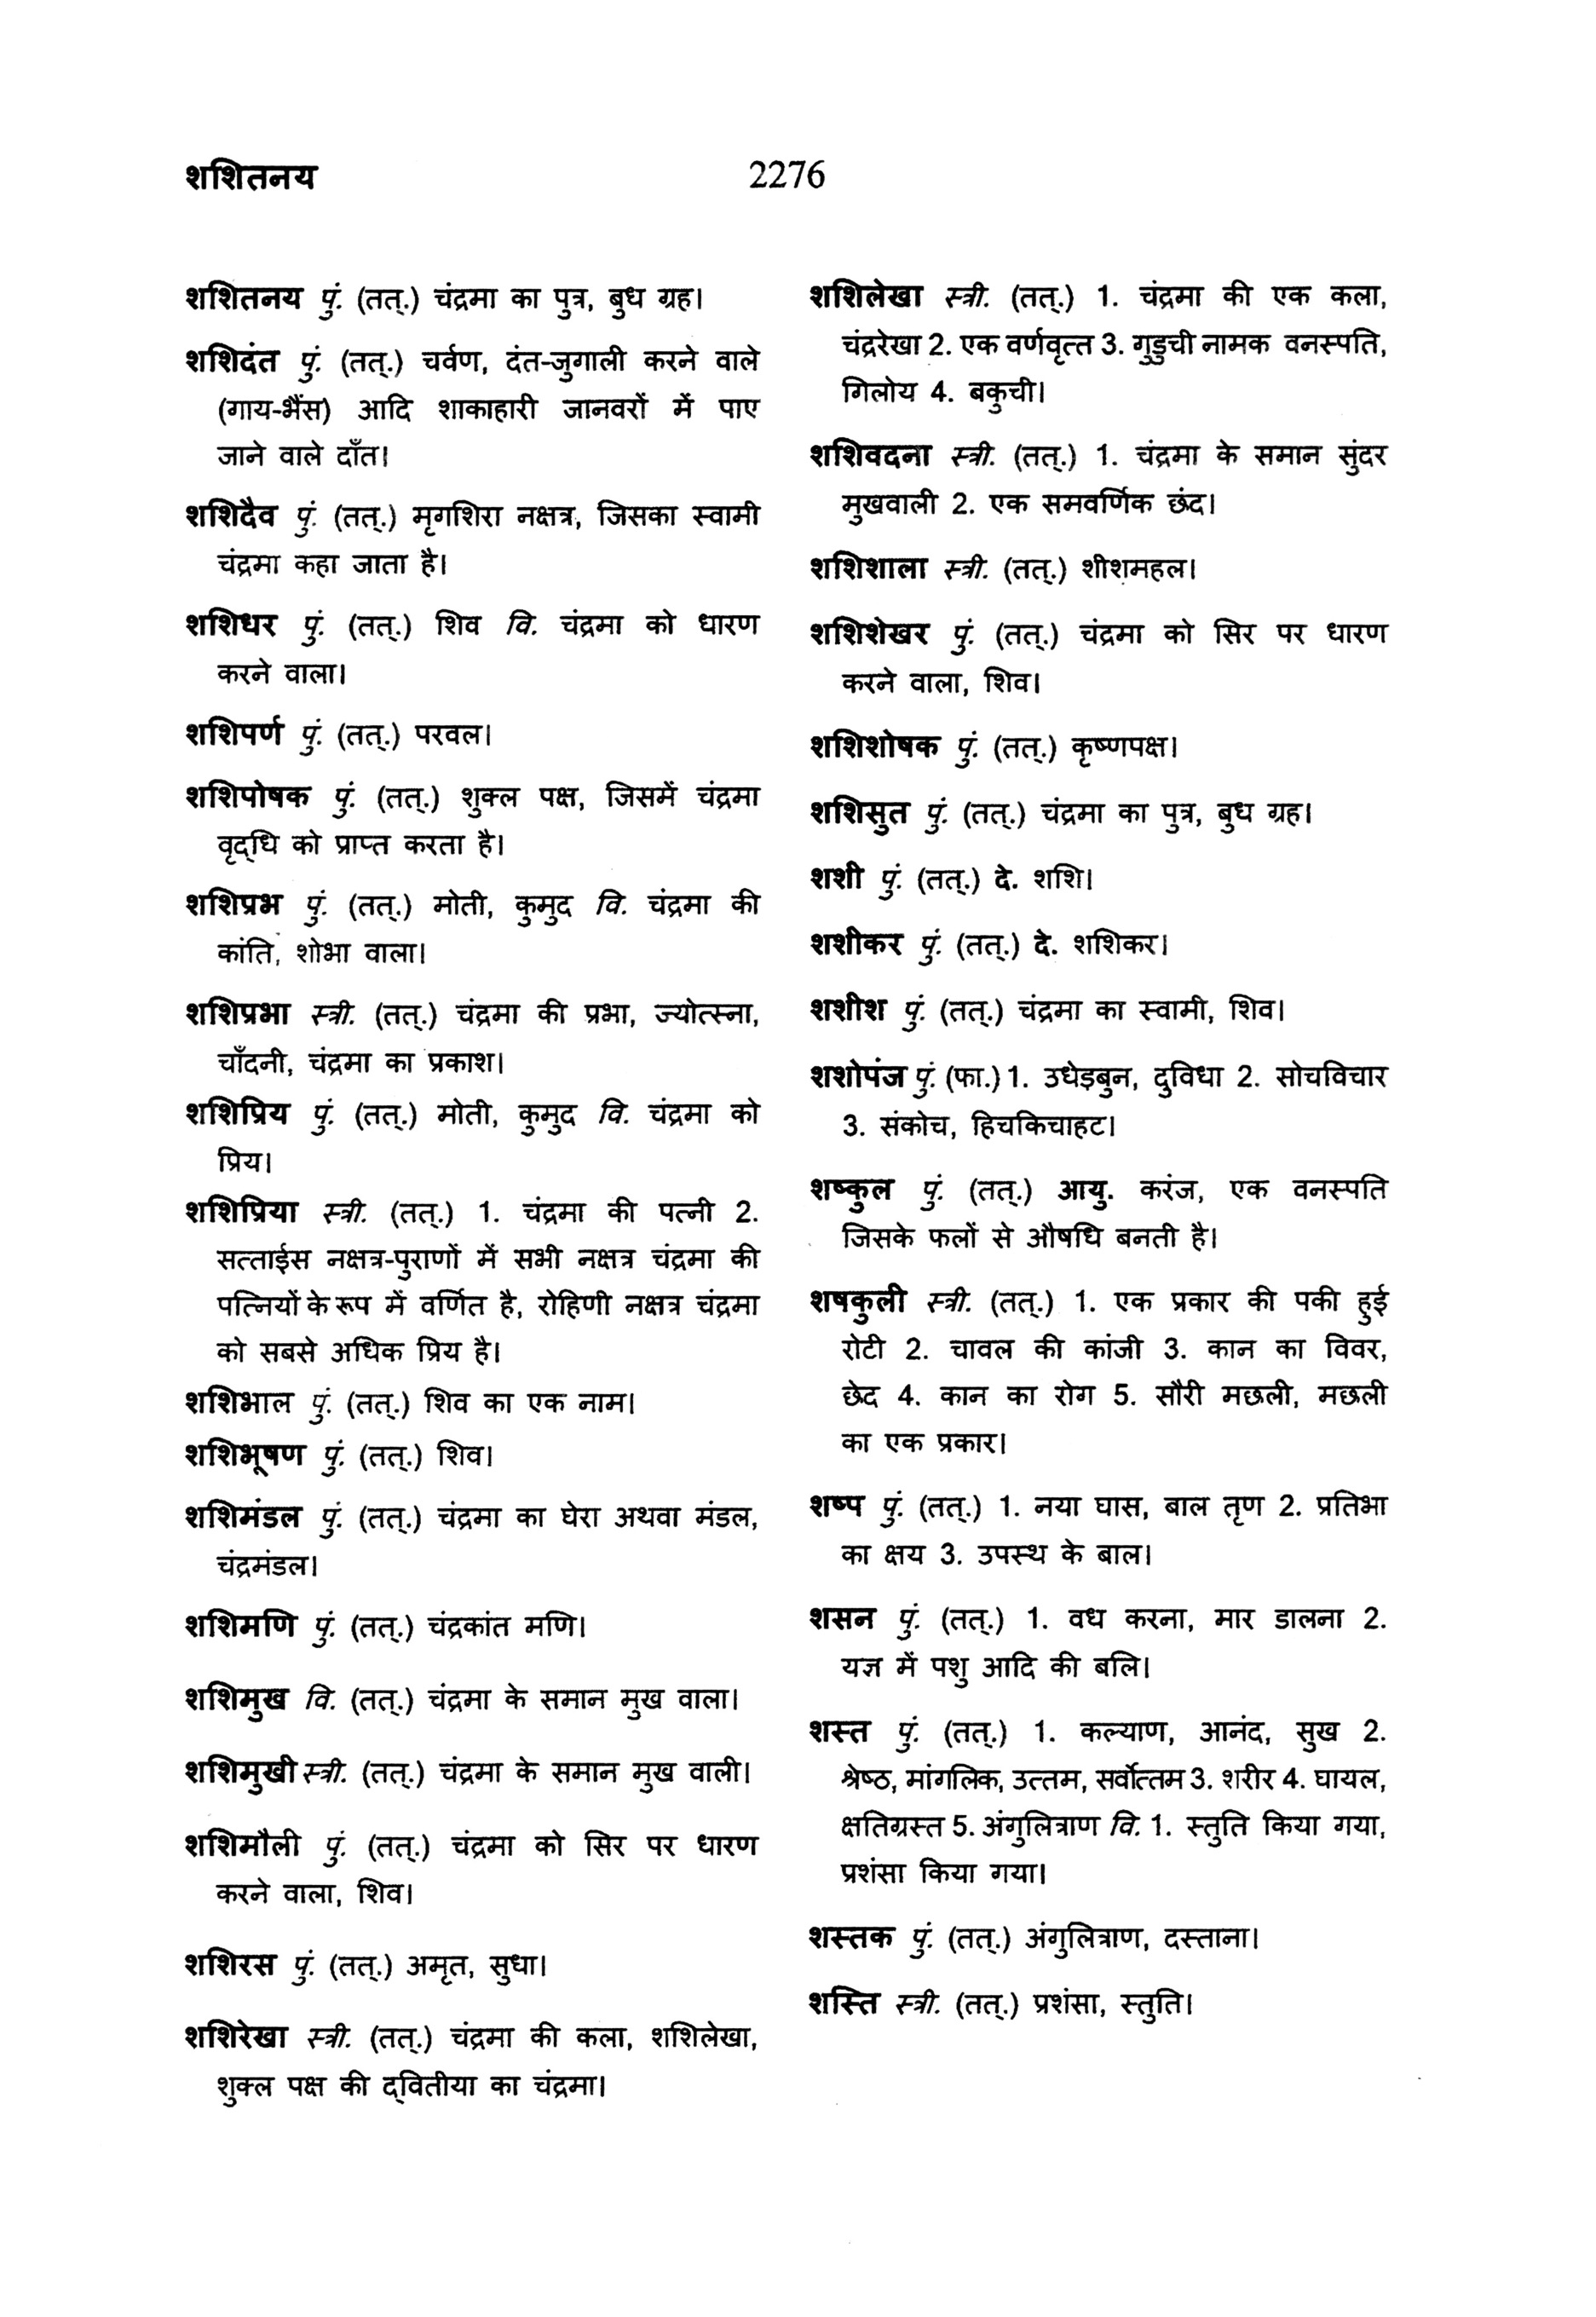 शशितनय
2276
शशितनय पुं. (तत्.) चंद्रमा का पुत्र, बुध ग्रह।
शशिदंत पुं. (तत्.) चर्वण, दंत-जुगाली करने वाले
(गाय-भैंस) आदि शाकाहारी जानवरों में पाए
जाने वाले दाँत।
शशिदैव पुं. (तत्.) मृगशिरा नक्षत्र, जिसका स्वामी
चंद्रमा कहा जाता है।
शशिधर पुं. (तत्.) शिव वि. चंद्रमा को धारण
करने वाला।
शशिपर्ण पुं. (तत्.) परवल।
शशिपोषक पुं. (तत्.) शुक्ल पक्ष, जिसमें चंद्रमा
वृद्धि को प्राप्त करता है।
शशिप्रभ पुं. (तत्.) मोती, कुमुद वि. चंद्रमा की
कांति, शोभा वाला।
शशिप्रभा स्त्री. (तत्.) चंद्रमा की प्रभा, ज्योत्स्ना,
चाँदनी, चंद्रमा का प्रकाश।
शशिप्रिय पुं. (तत्.) मोती, कुमुद वि. चंद्रमा को
प्रिय।
शशिप्रिया स्त्री. (तत्.) 1. चंद्रमा की पत्नी 2.
सत्ताईस नक्षत्र-पुराणों में सभी नक्षत्र चंद्रमा की
पत्नियों के रूप में वर्णित है, रोहिणी नक्षत्र चंद्रमा
को सबसे अधिक प्रिय है।
शशिभाल पुं. (तत्.) शिव का एक नाम।
शशिभूषण पुं. (तत्.) शिव।
शशिमंडल पुं. (तत्.) चंद्रमा का घेरा अथवा मंडल,
चंद्रमंडल।
शशिमणि पुं. (तत्.) चंद्रकांत मणि।
शशिमुख वि. (तत्.) चंद्रमा के समान मुख वाला।
शशिमुखी स्त्री. (तत्.) चंद्रमा के समान मुख वाली।
शशिमौली पुं. (तत्.) चंद्रमा को सिर पर धारण
करने वाला, शिव।
शशिरस पुं. (तत्.) अमृत, सुधा।
शशिरेखा स्त्री. (तत्.) चंद्रमा की कला, शशिलेखा,
शुक्ल पक्ष की द्वितीया का चंद्रमा।
शशिलेखा स्त्री. (तत्.) 1. चंद्रमा की एक कला,
चंद्ररेखा 2. एक वर्णवृत्त 3. गुडुची नामक वनस्पति,
गिलोय 4. बकुची।
शशिवदना स्त्री. (तत्.) 1. चंद्रमा के समान सुंदर
मुखवाली 2. एक समवर्णिक छंद।
शशिशाला स्त्री. (तत्.) शीशमहल।
शशिशेखर पुं. (तत्.) चंद्रमा को सिर पर धारण
करने वाला, शिव।
शशिशोषक पुं. (तत्.) कृष्णपक्ष।
शशिसुत पुं. (तत्.) चंद्रमा का पुत्र, बुध ग्रह।
शशी पुं. (तत्.) दे. शशि।
शशीकर पुं. (तत्.) दे. शशिकर।
शशीश पुं. (तत्.) चंद्रमा का स्वामी, शिव।
शशोपंज पुं. (फा.) 1. उधेड़बुन, दुविधा 2. सोचविचार
3. संकोच, हिचकिचाहट।
शष्कुल पुं. (तत्.) आयु. करंज, एक वनस्पति
जिसके फलों से औषधि बनती है।
शषकुली स्त्री. (तत्.) 1. एक प्रकार की पकी हुई
रोटी 2. चावल की कांजी 3. कान का विवर,
छेद 4. कान का रोग 5. सौरी मछली, मछली
का एक प्रकार।
शष्प पुं. (तत्.) 1. नया घास, बाल तृण 2. प्रतिभा
का क्षय 3. उपस्थ के बाल।
शसन पुं. (तत्.) 1. वध करना, मार डालना 2.
यज्ञ में पशु आदि की बलि।
शस्त पुं. (तत्.) 1. कल्याण, आनंद, सुख 2.
श्रेष्ठ, मांगलिक, उत्तम, सर्वोत्तम 3. शरीर 4. घायल,
क्षतिग्रस्त 5. अंगुलित्राण वि. 1. स्तुति किया गया,
प्रशंसा किया गया।
शस्तक पुं. (तत्.) अंगुलित्राण, दस्ताना।
शस्ति स्त्री. (तत्.) प्रशंसा, स्तुति।